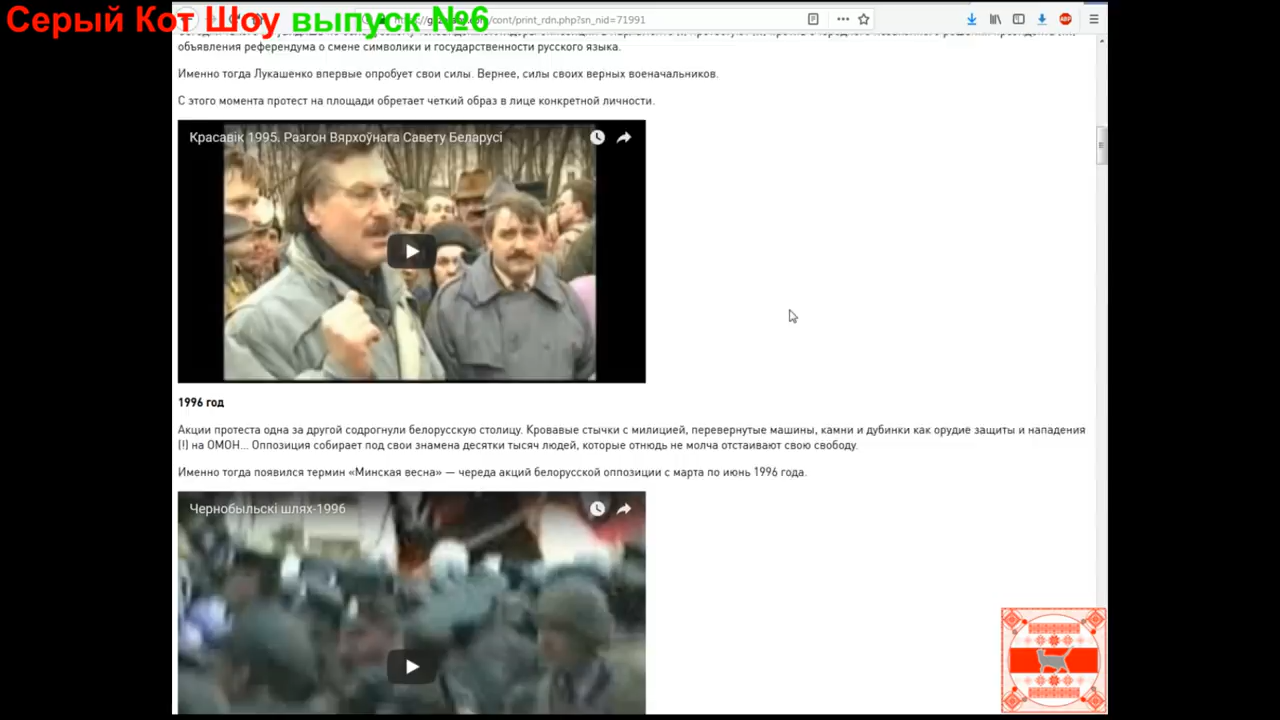 Серый Кот Шоу выпуск №6
cont/print_rdn.php?sn_nid=71991
ABP
объявления референдума о смене символики и государственности русского языка.
Именно тогда Лукашенко впервые опробует свои силы. Вернее, силы своих верных военачальников.
С этого момента протест на площади обретает четкий образ в лице конкретной личности.
Красавік 1995. Разгон Вярхоўнага Савету Беларусі
1996 год
Акции протеста одна за другой содрогнули белорусскую столицу. Кровавые стычки с милицией, перевернутые машины, камни и дубинки как орудие защиты и нападения
(!) на ОМОН... Оппозиция собирает под свои знамена десятки тысяч людей, которые отнюдь не молча отстаивают свою свободу.
Именно тогда появился термин «Минская весна» — череда акций белорусской оппозиции с марта по июнь 1996 года.
Чернобыльскі шлях-1996